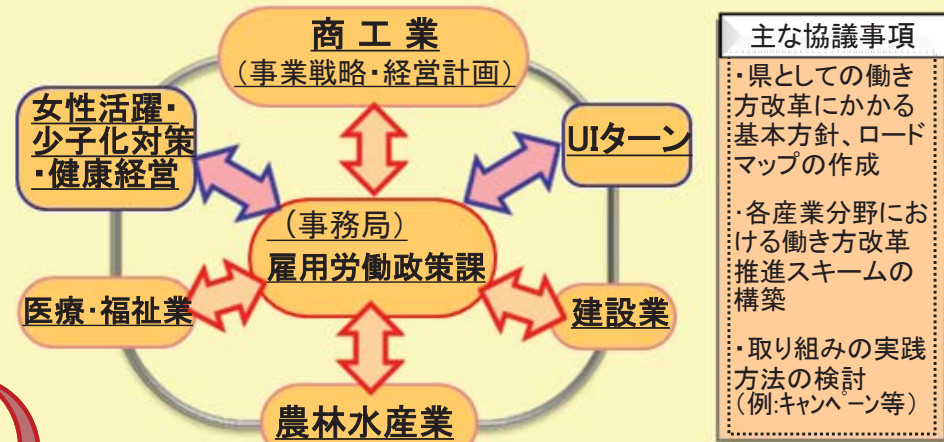 商工業
（事業戦略・経営計画）
女性活躍・
少子化対策
・健康経営
UIターン
（事務局）
雇用労働政策課
医療・福祉業
建設業
農林水産業
主な協議事項
・県としての働き
方改革にかかる
基本方針、ロード
マップの作成
・各産業分野にお
ける働き方改革
推進スキームの
構築
・取り組みの実践
方法の検討
（例:ｷｬﾝﾍﾟｰﾝ等）